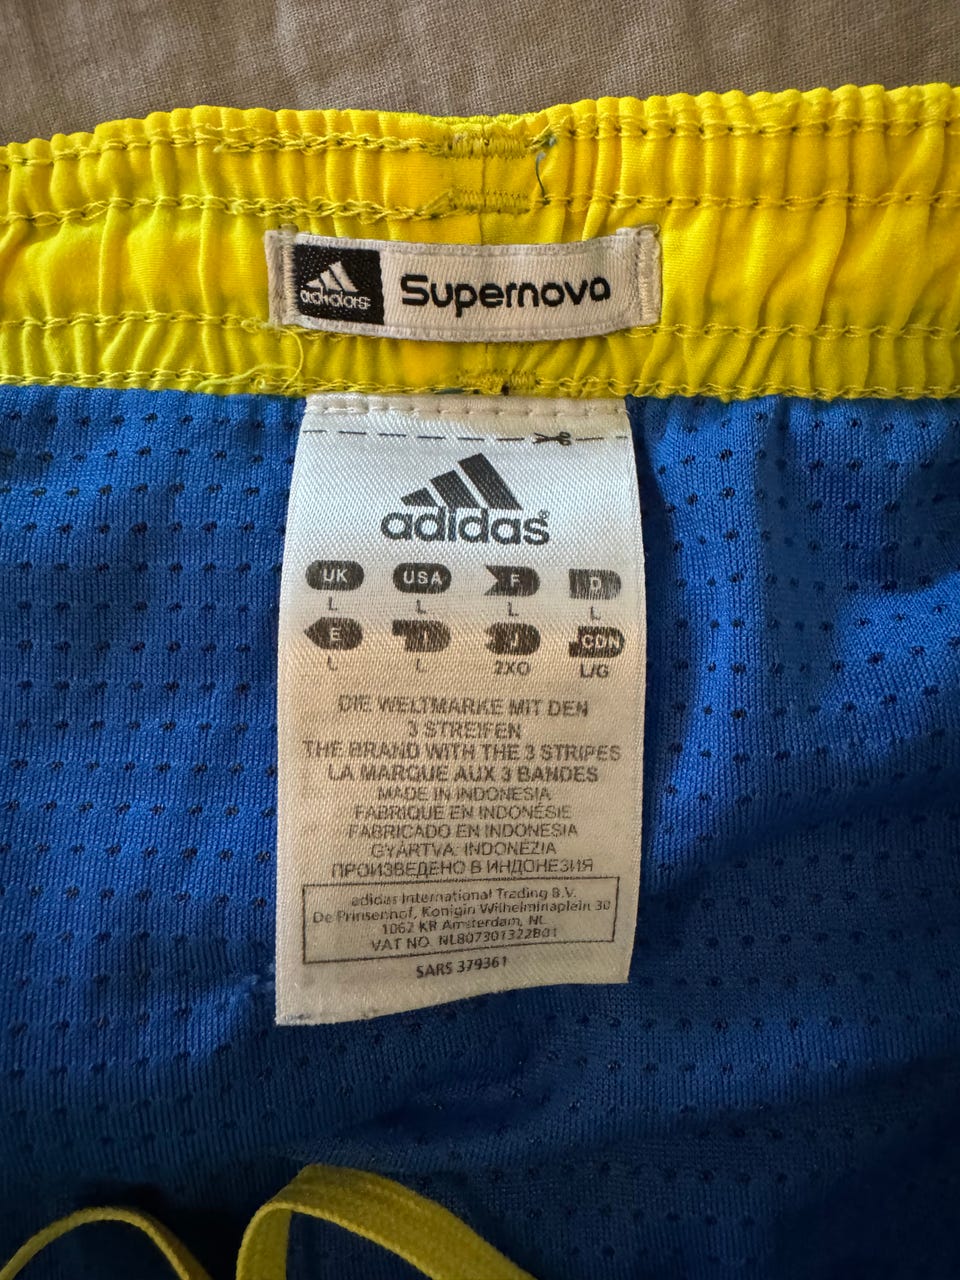 adidas Supernova
adidas®
UK USA F D
L L L L
E I J CDN
L L 2XO L/G
DIE WELTMARKE MIT DEN
3 STREIFEN
THE BRAND WITH THE 3 STRIPES
LA MARQUE AUX 3 BANDES
MADE IN INDONESIA
FABRIQUE EN INDONÉSIE
FABRICADO EN INDONESIA
GYÁRTVA: INDONÉZIA
ПРОИЗВЕДЕНО В ИНДОНЕЗИЯ
adidas International Trading B.V.
De Prinsenhof, Konigin Wilhelminaplein 30
1062 KR Amsterdam, NL
VAT NO. NL807301322B01
SARS 379361